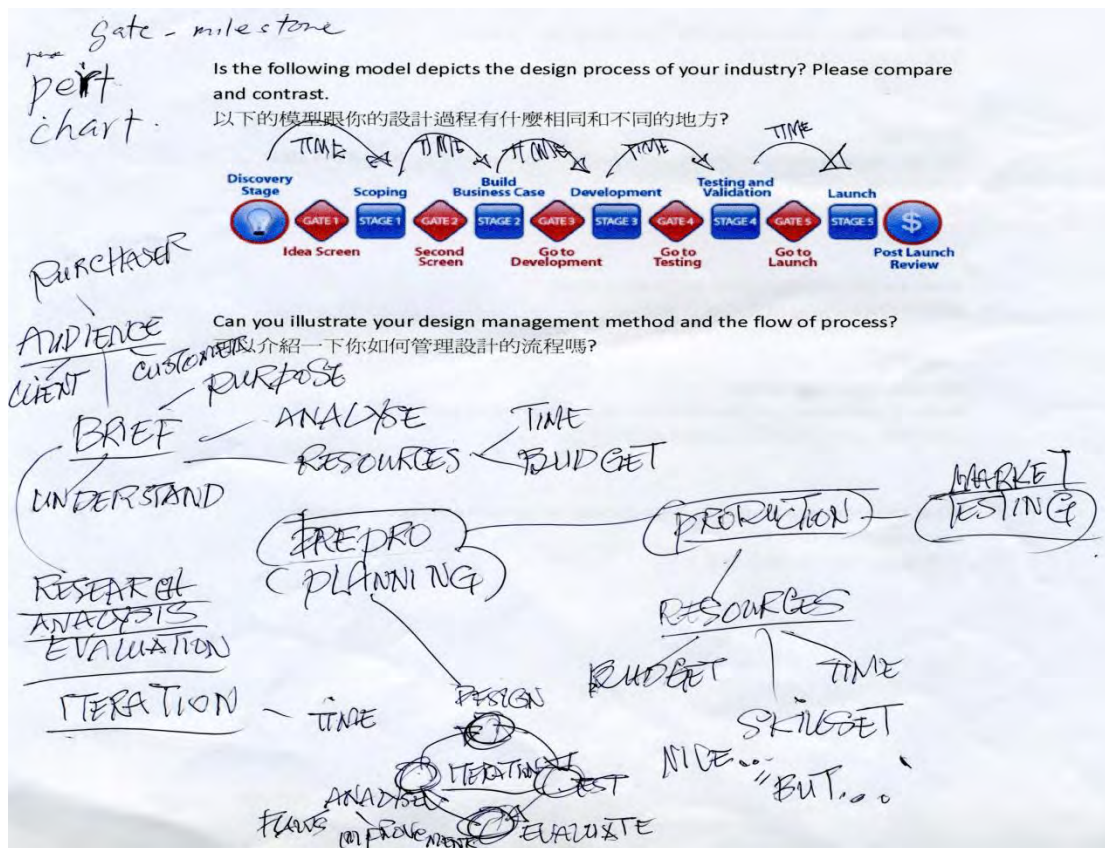 gate - milestone
pert
chart.
Is the following model depicts the design process of your industry? Please compare
and contrast.
以下的模型跟你的設計過程有什麼相同和不同的地方?
TIME TIME TIME TIME TIME
Discovery
Stage
Scoping
Build
Business Case
Development
Testing and
Validation
Launch
GATE 1 STAGE 1 GATE 2 STAGE 2 GATE 3 STAGE 3 GATE 4 STAGE 4 GATE 5 STAGE 5 $
Idea Screen
Second
Screen
Go to
Development
Go to
Testing
Go to
Launch
Post Launch
Review
Can you illustrate your design management method and the flow of process?
可以介紹一下你如何管理設計的流程嗎?
PURCHASER
AUDIENCE
CLIENT
CUSTOMERS
PURPOSE
BRIEF
ANALYSE
RESOURCES
TIME
BUDGET
UNDERSTAND
PREPRO
PLANNING
PRODUCTION
MARKET
TESTING
RESEARCH
ANALYSIS
EVALUATION
ITERATION
TIME
RESOURCES
BUDGET
TIME
SKILLSET
NICE...
"BUT...
DESIGN
ITERATION
TEST
EVALUATE
ANALYSE
FLAWS
IMPROVEMENT